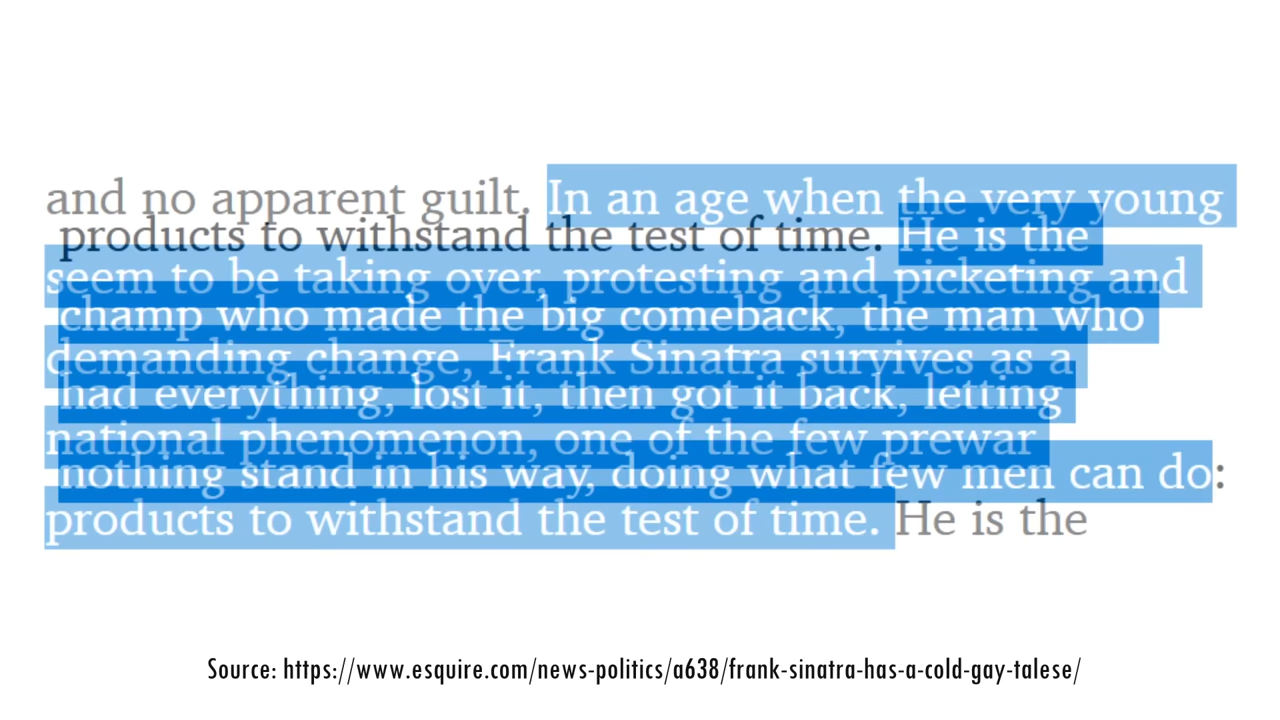 and no apparent guilt. In an age when the very young
products to withstand the test of time. He is the
seem to be taking over, protesting and picketing and
champ who made the big comeback, the man who
demanding change, Frank Sinatra survives as a
had everything, lost it, then got it back, letting
national phenomenon, one of the few prewar
nothing stand in his way, doing what few men can do:
products to withstand the test of time. He is the
Source: https://www.esquire.com/news-politics/a638/frank-sinatra-has-a-cold-gay-talese/